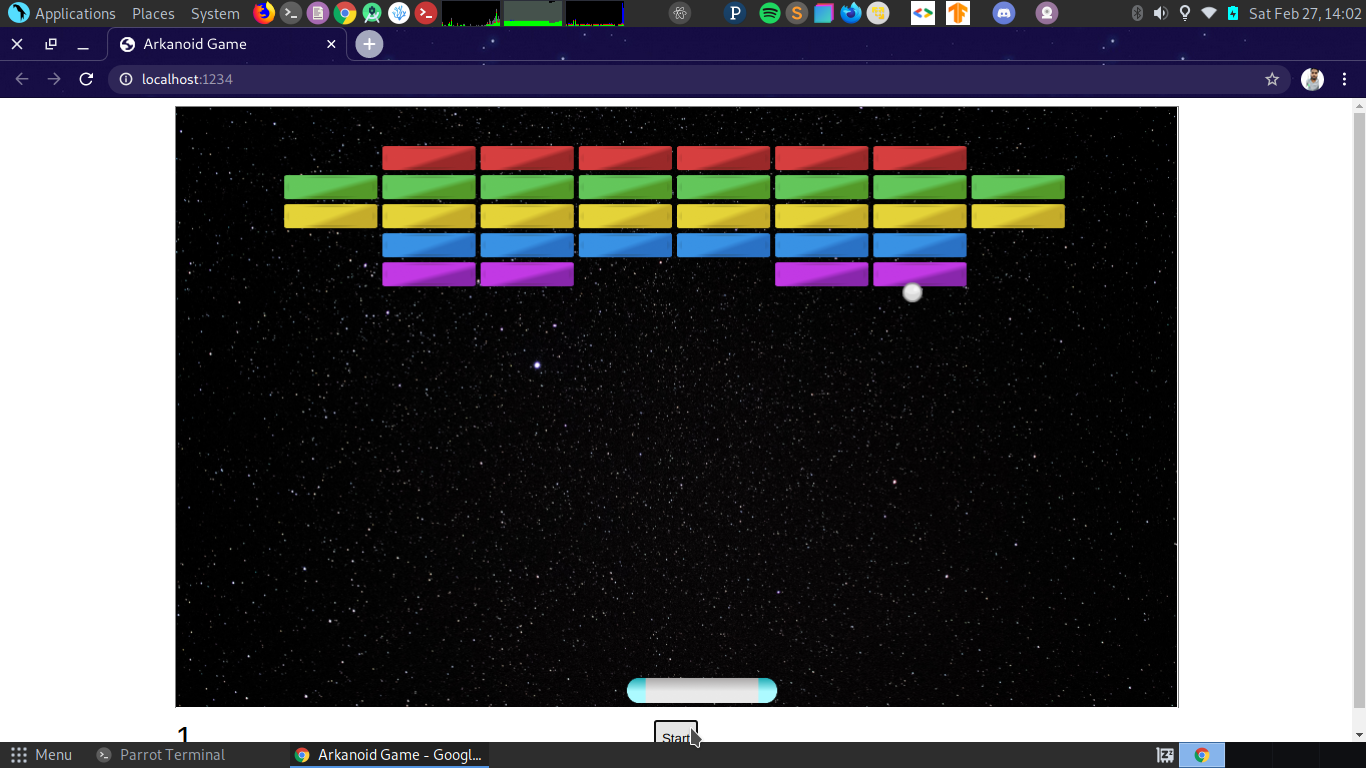 Applications Places System Sat Feb 27, 14:02
Arkanoid Game
localhost:1234
1
Start
Menu Parrot Terminal Arkanoid Game - Googl...